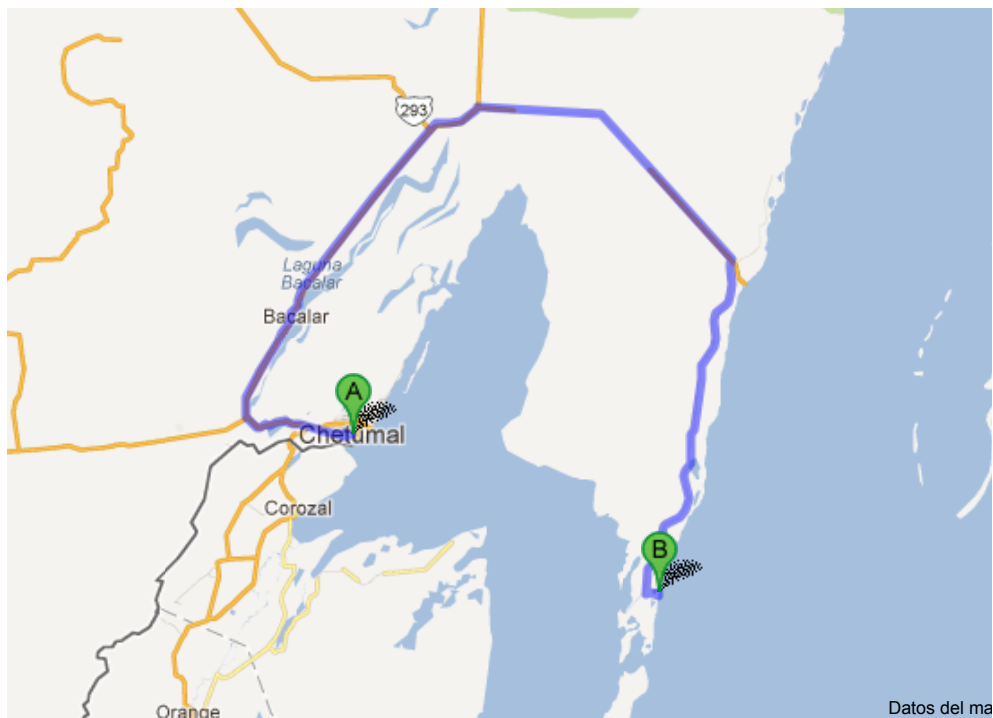 293
Laguna
Bacalar
Bacalar
A
Chetumal
Corozal
B
Orange
Datos del ma